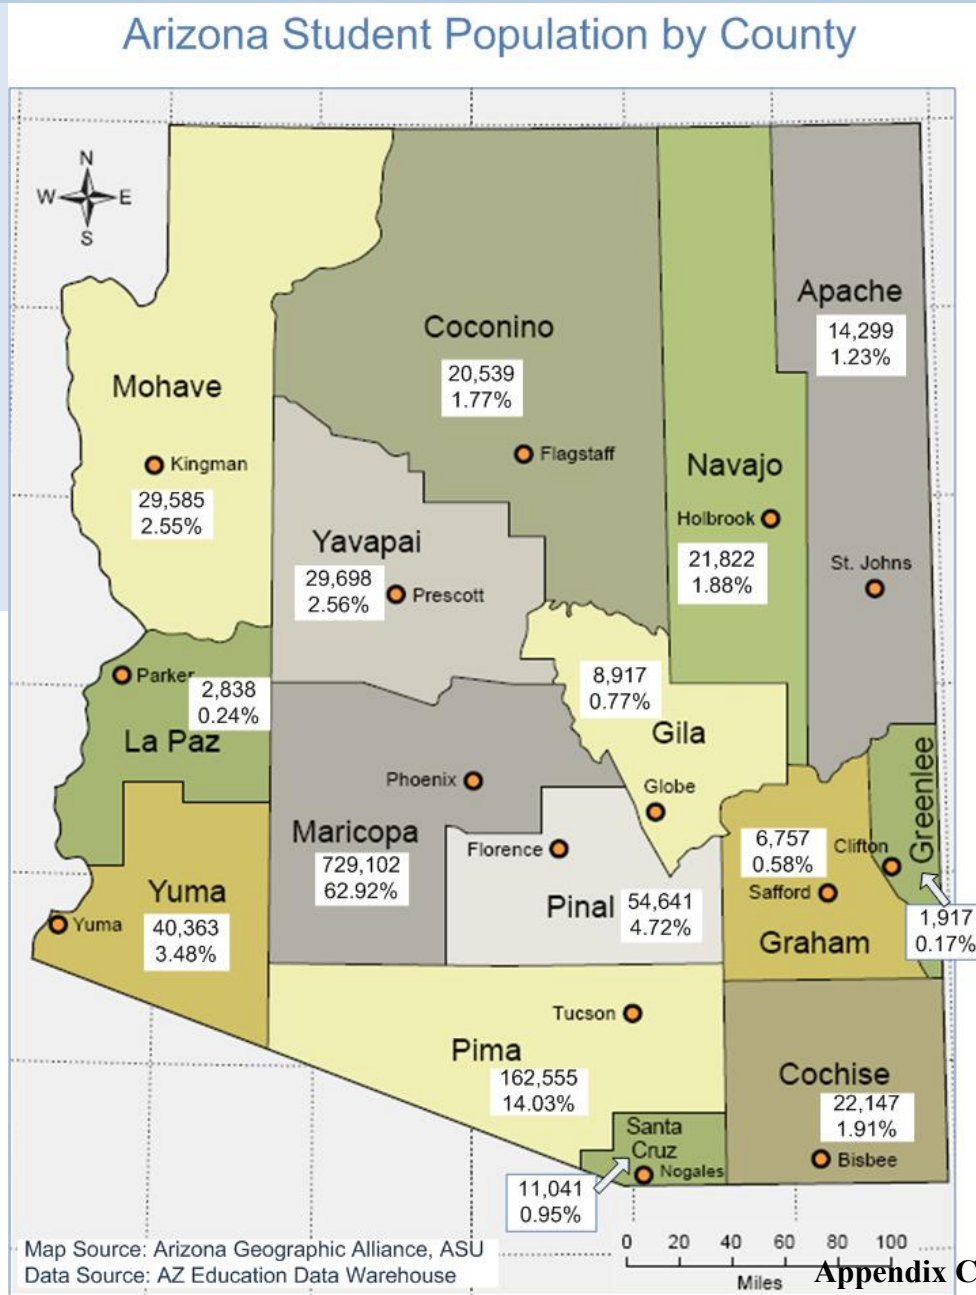 Arizona Student Population by County
N
W E
S
Apache
14,299
1.23%
Coconino
20,539
1.77%
Mohave
Flagstaff
Navajo
Kingman
29,585
2.55%
Holbrook
21,822
1.88%
Yavapai
29,698
2.56%
Prescott
St. Johns
Parker
2,838
0.24%
La Paz
8,917
0.77%
Gila
Globe
Phoenix
Maricopa
729,102
62.92%
Florence
Pinal
54,641
4.72%
6,757
0.58%
Safford
Graham
Clifton
Greenlee
1,917
0.17%
Yuma
40,363
3.48%
Yuma
Tucson
Pima
162,555
14.03%
Cochise
22,147
1.91%
Bisbee
Santa
Cruz
Nogales
11,041
0.95%
Map Source: Arizona Geographic Alliance, ASU
Data Source: AZ Education Data Warehouse
0 20 40 60 80 100
Miles
Appendix C